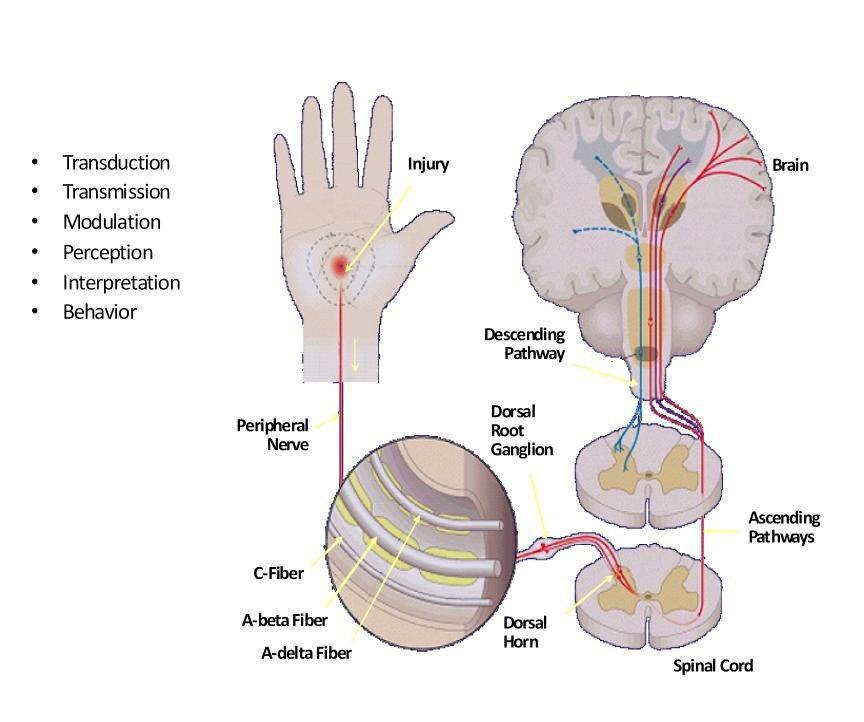 • Transduction
• Transmission
• Modulation
• Perception
• Interpretation
• Behavior
Injury
Brain
Descending
Pathway
Peripheral
Nerve
Dorsal
Root
Ganglion
Ascending
Pathways
C-Fiber
A-beta Fiber
A-delta Fiber
Dorsal
Horn
Spinal Cord